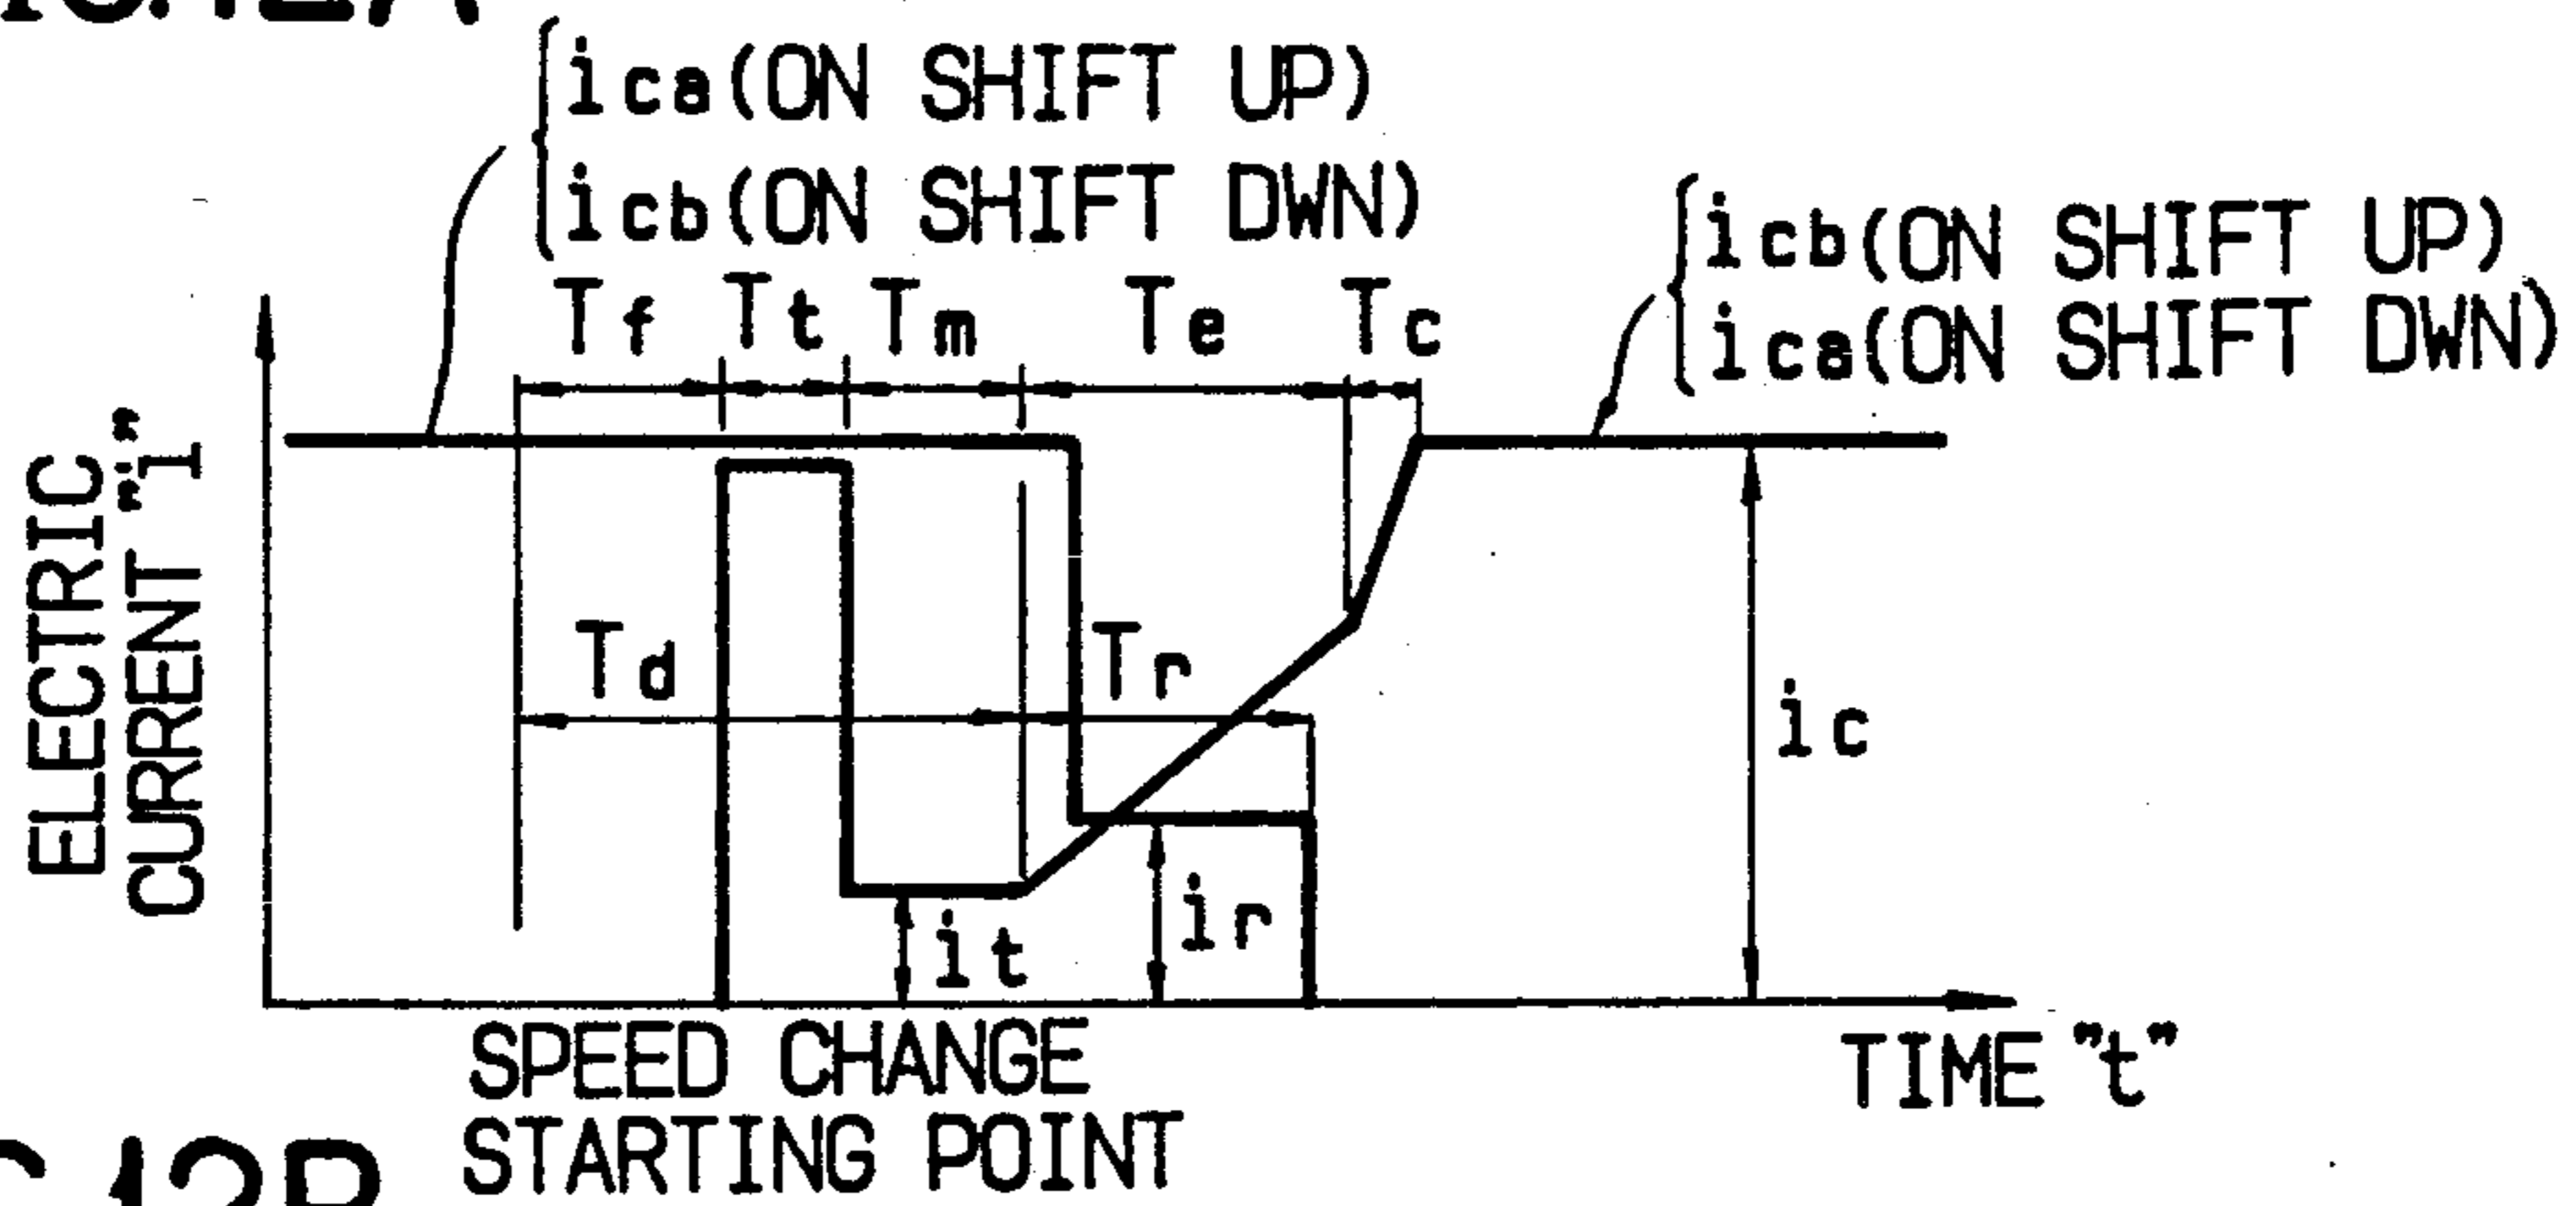 ica(ON SHIFT UP)
icb(ON SHIFT DWN)
icb(ON SHIFT UP)
ica(ON SHIFT DWN)
Tf Tt Tm Te Tc
ELECTRIC
CURRENT "i"
Td Tr
ic
it ir
SPEED CHANGE
STARTING POINT
TIME "t"